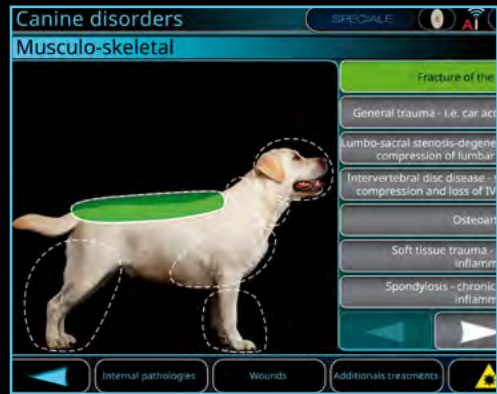 Canine disorders
SPECIALE
Ai
Musculo-skeletal
Fracture of the
General trauma - i.e. car acc
Lumbo-sacral stenosis-degene
compression of lumbar
Intervertebral disc disease -
compression and loss of IV
Osteoar
Soft tissue trauma -
inflamm
Spondylosis - chronic
inflamm
Internal pathologies
Wounds
Additionals treatments